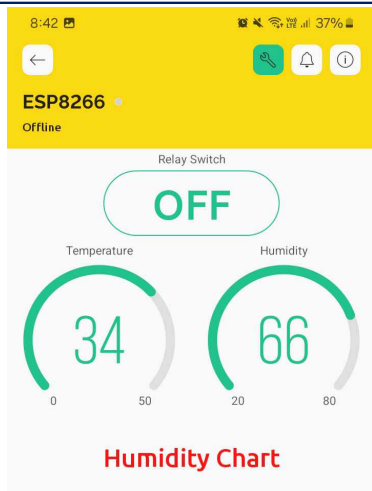 8:42 37%
ESP8266
Offline
Relay Switch
OFF
Temperature Humidity
34 66
0 50 20 80
Humidity Chart